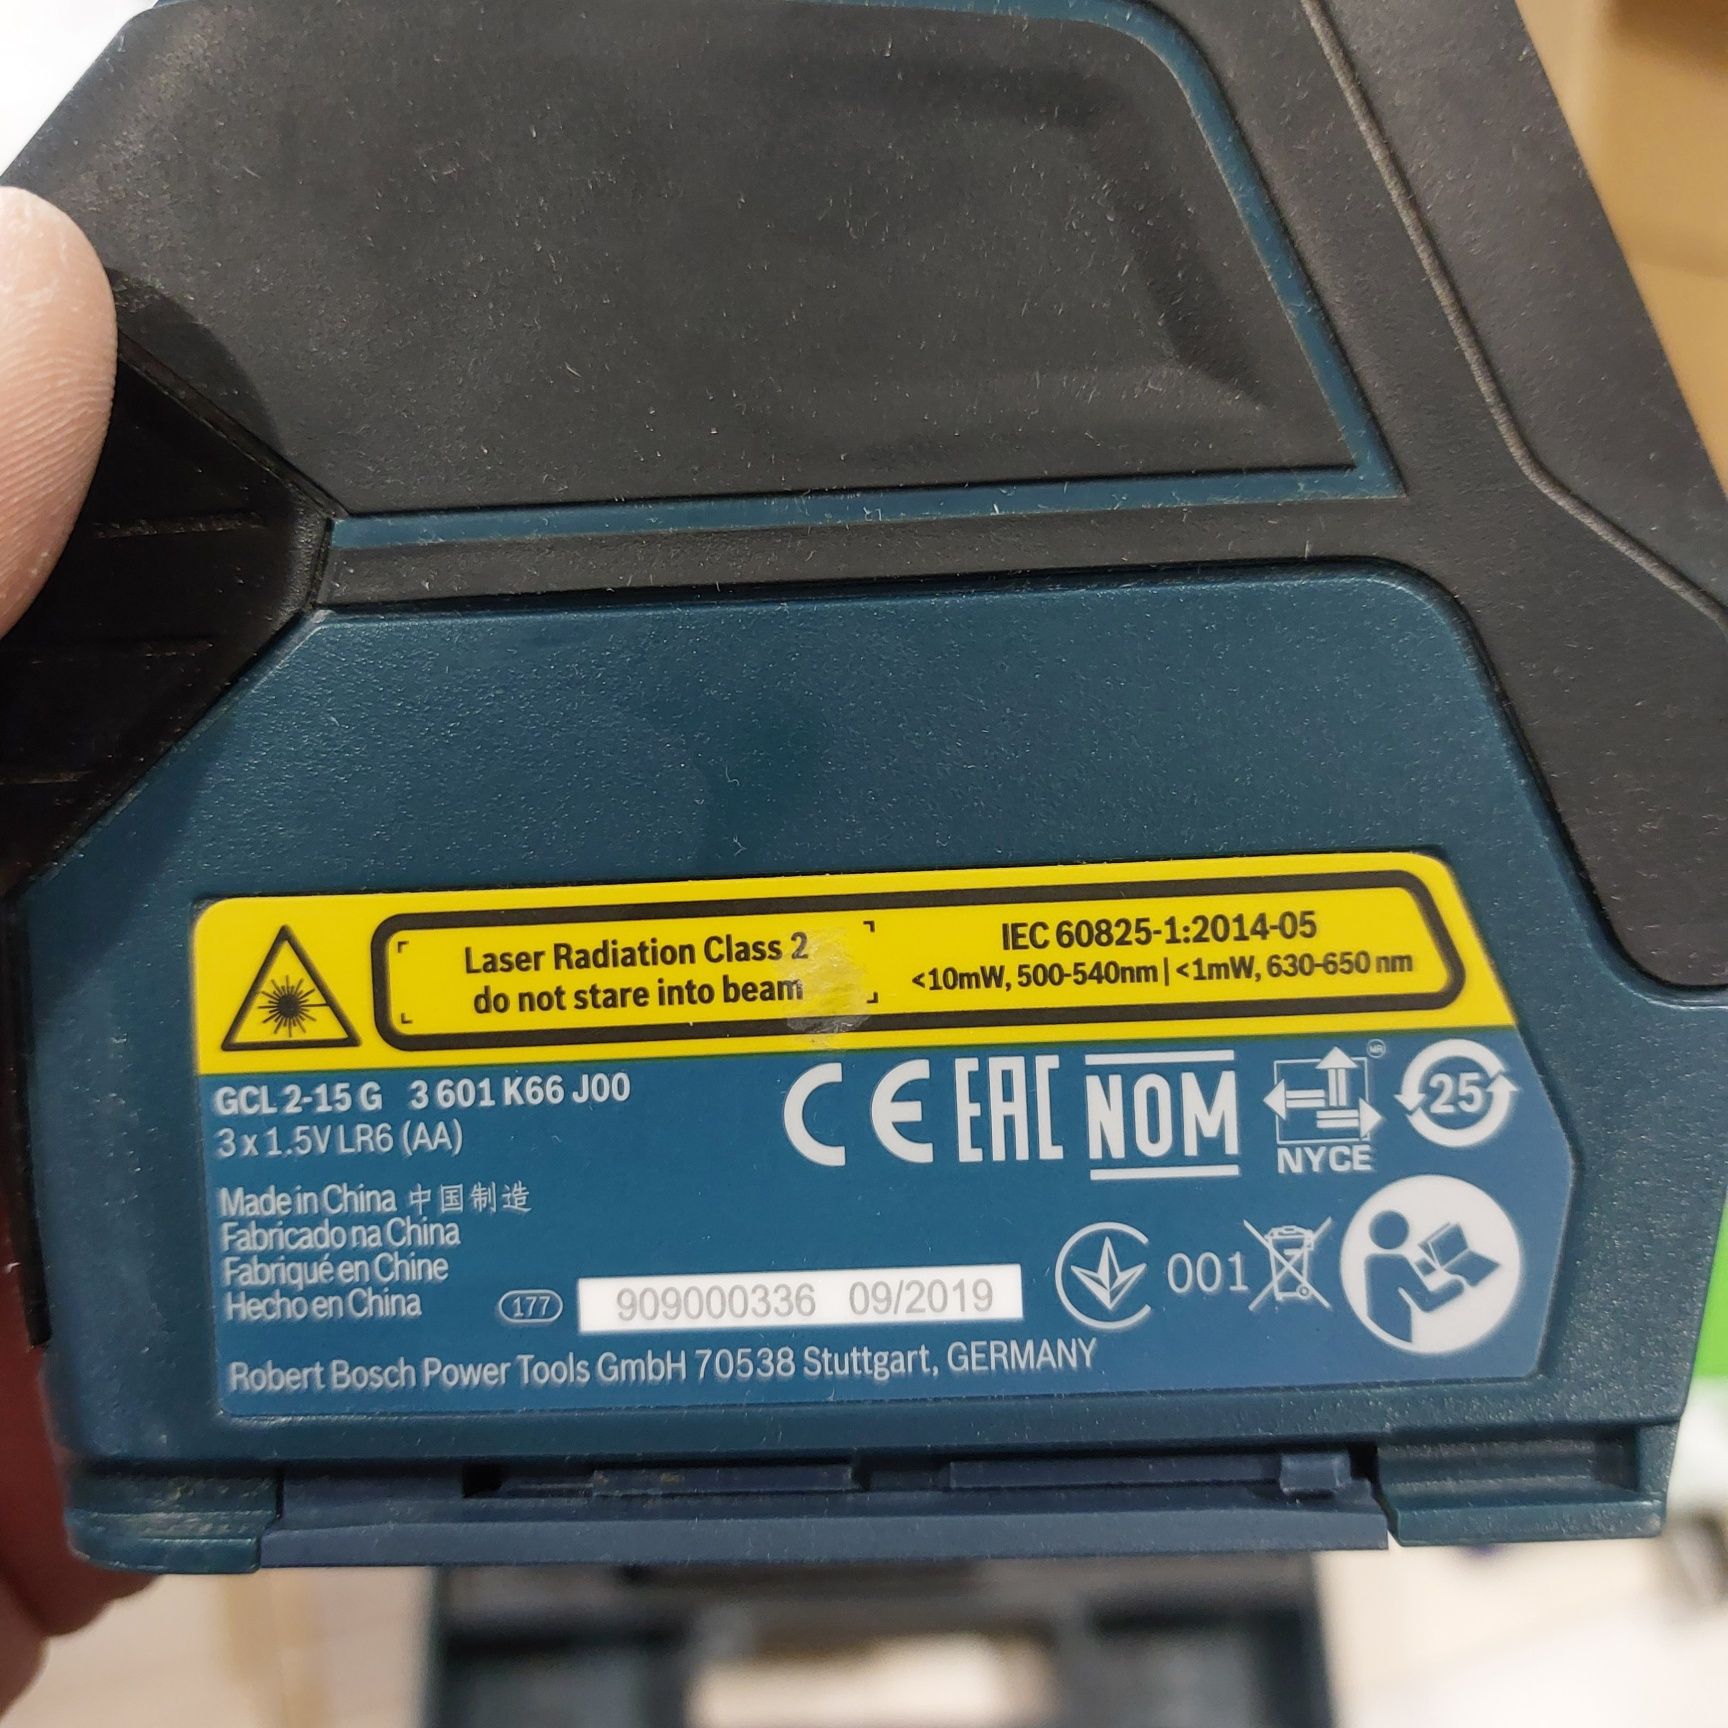 Laser Radiation Class 2
do not stare into beam
IEC 60825-1:2014-05
<10mW, 500-540nm | <1mW, 630-650 nm
GCL 2-15 G 3 601 K66 J00
3 x 1.5V LR6 (AA)
CE EAC NOM
NYCE
MR
25
Made in China 中国制造
Fabricado na China
Fabriqué en Chine
Hecho en China
177
909000336 09/2019
001
Robert Bosch Power Tools GmbH 70538 Stuttgart, GERMANY